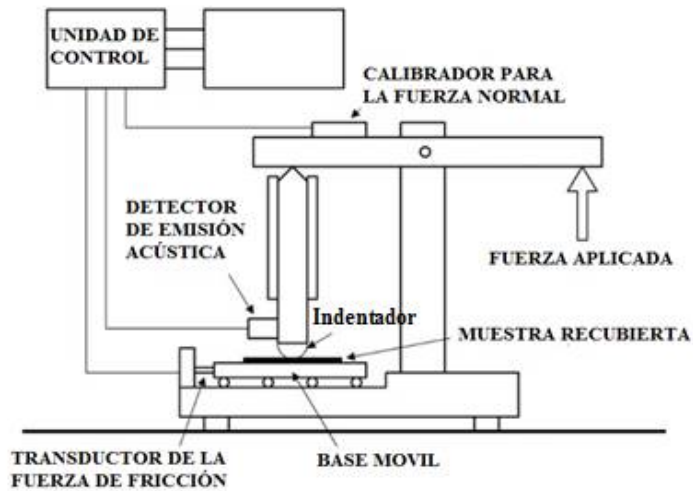 UNIDAD DE
CONTROL
CALIBRADOR PARA
LA FUERZA NORMAL
DETECTOR
DE EMISIÓN
ACÚSTICA
FUERZA APLICADA
Indentador
MUESTRA RECUBIERTA
TRANSDUCTOR DE LA
FUERZA DE FRICCIÓN
BASE MOVIL